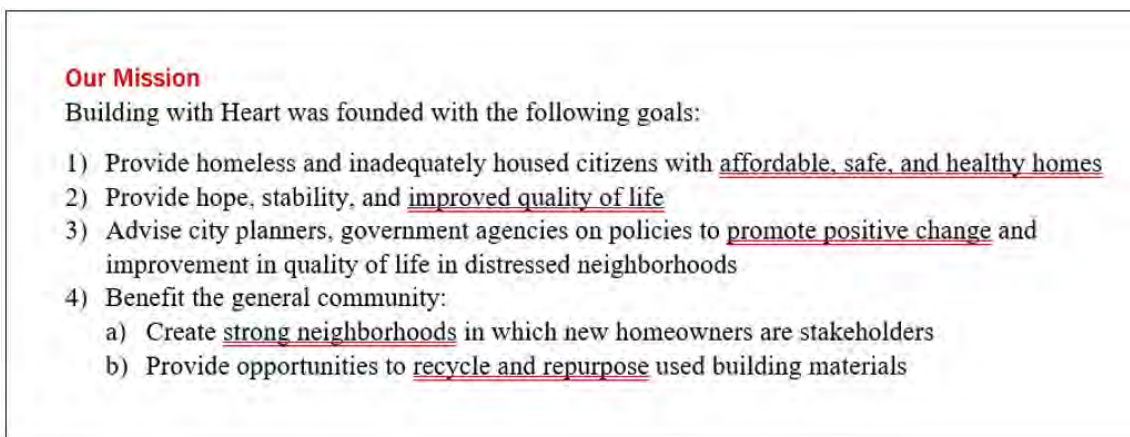 Our Mission
Building with Heart was founded with the following goals:
1) Provide homeless and inadequately housed citizens with affordable, safe, and healthy homes
2) Provide hope, stability, and improved quality of life
3) Advise city planners, government agencies on policies to promote positive change and
improvement in quality of life in distressed neighborhoods
4) Benefit the general community:
a) Create strong neighborhoods in which new homeowners are stakeholders
b) Provide opportunities to recycle and repurpose used building materials